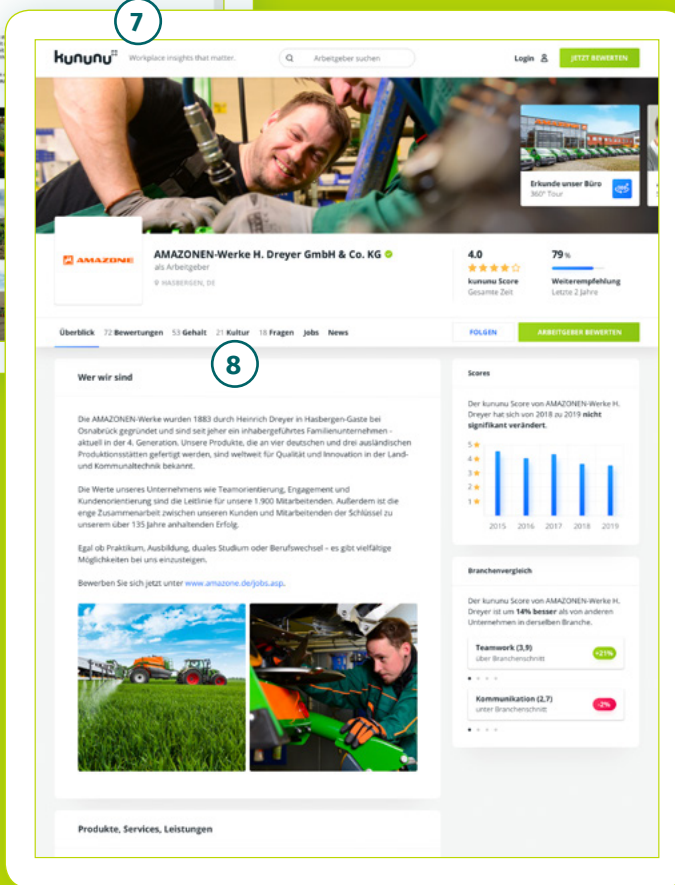 7
kununu
Workplace insights that matter.
Arbeitgeber suchen
Login
JETZT BEWERTEN
Erkunde unser Büro
360° Tour
AMAZONE
AMAZONEN-Werke H. Dreyer GmbH & Co. KG
als Arbeitgeber
HASBERGEN, DE
4.0
kununu Score
Gesamte Zeit
79 %
Weiterempfehlung
Letzte 2 Jahre
Überblick 72 Bewertungen 53 Gehalt 21 Kultur 18 Fragen Jobs News
FOLGEN
ARBEITGEBER BEWERTEN
8
Wer wir sind
Die AMAZONEN-Werke wurden 1883 durch Heinrich Dreyer in Hasbergen-Gaste bei
Osnabrück gegründet und sind seit jeher ein inhabergeführtes Familienunternehmen –
aktuell in der 4. Generation. Unsere Produkte, die an vier deutschen und drei ausländischen
Produktionsstätten gefertigt werden, sind weltweit für Qualität und Innovation in der Land-
und Kommunaltechnik bekannt.
Die Werte unseres Unternehmens wie Teamorientierung, Engagement und
Kundenorientierung sind die Leitlinie für unsere 1.900 Mitarbeitenden. Außerdem ist die
enge Zusammenarbeit zwischen unseren Kunden und Mitarbeitenden der Schlüssel zu
unserem über 135 Jahre anhaltenden Erfolg.
Egal ob Praktikum, Ausbildung, duales Studium oder Berufswechsel – es gibt vielfältige
Möglichkeiten bei uns einzusteigen.
Bewerben Sie sich jetzt unter www.amazone.de/jobs.asp.
Produkte, Services, Leistungen
Scores
Der kununu Score von AMAZONEN-Werke H.
Dreyer hat sich von 2018 zu 2019 nicht
signifikant verändert.
5
4
3
2
1
2015 2016 2017 2018 2019
Branchenvergleich
Der kununu Score von AMAZONEN-Werke H.
Dreyer ist um 14% besser als von anderen
Unternehmen in derselben Branche.
Teamwork (3,9)
über Branchenschnitt
+21%
Kommunikation (2,7)
unter Branchenschnitt
-2%